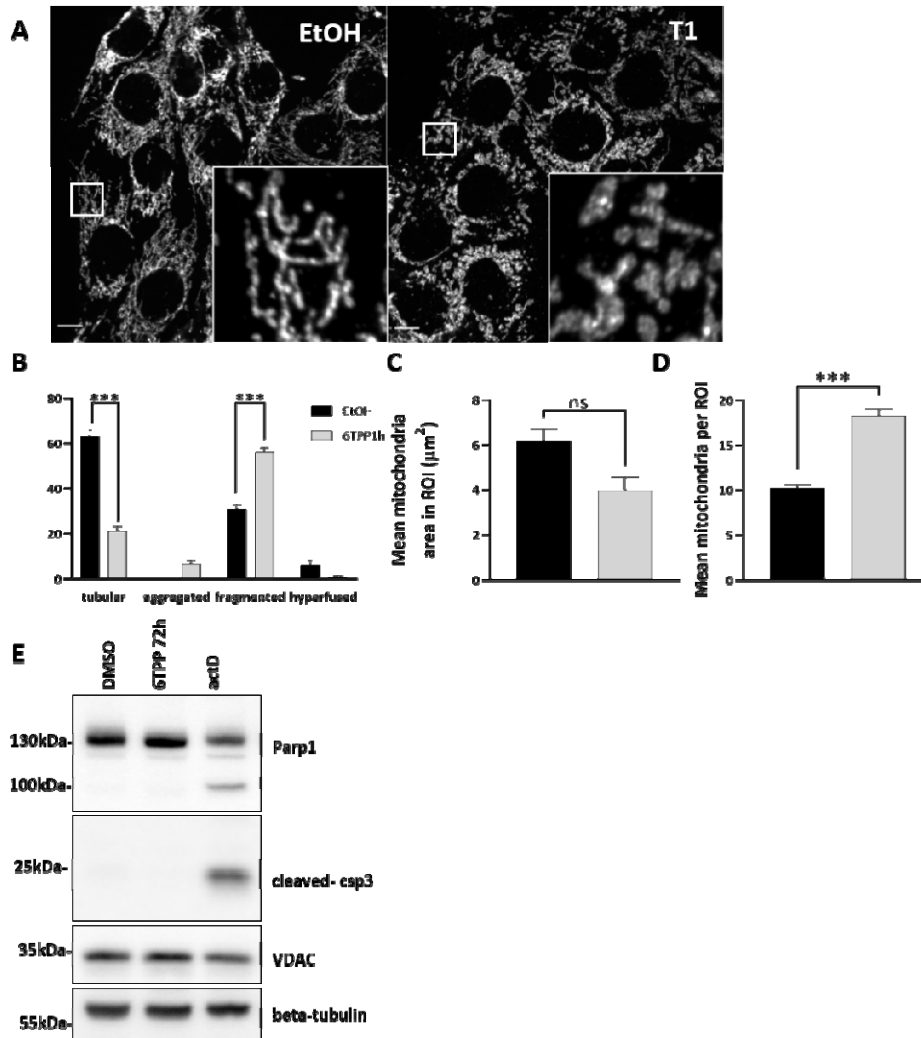 A
EtOH
T1
B
80
60
40
20
0
***
***
EtOH
6TPP1h
tubular aggregated fragmented hyperfused
C
Mean mitochondria
area in ROI (μm²)
8
6
4
2
0
ns
D
Mean mitochondria per ROI
20
15
10
5
0
***
E
DMSO
6TPP 72h
actD
130kDa-
100kDa-
Parp1
25kDa-
cleaved- csp3
35kDa-
VDAC
55kDa-
beta-tubulin